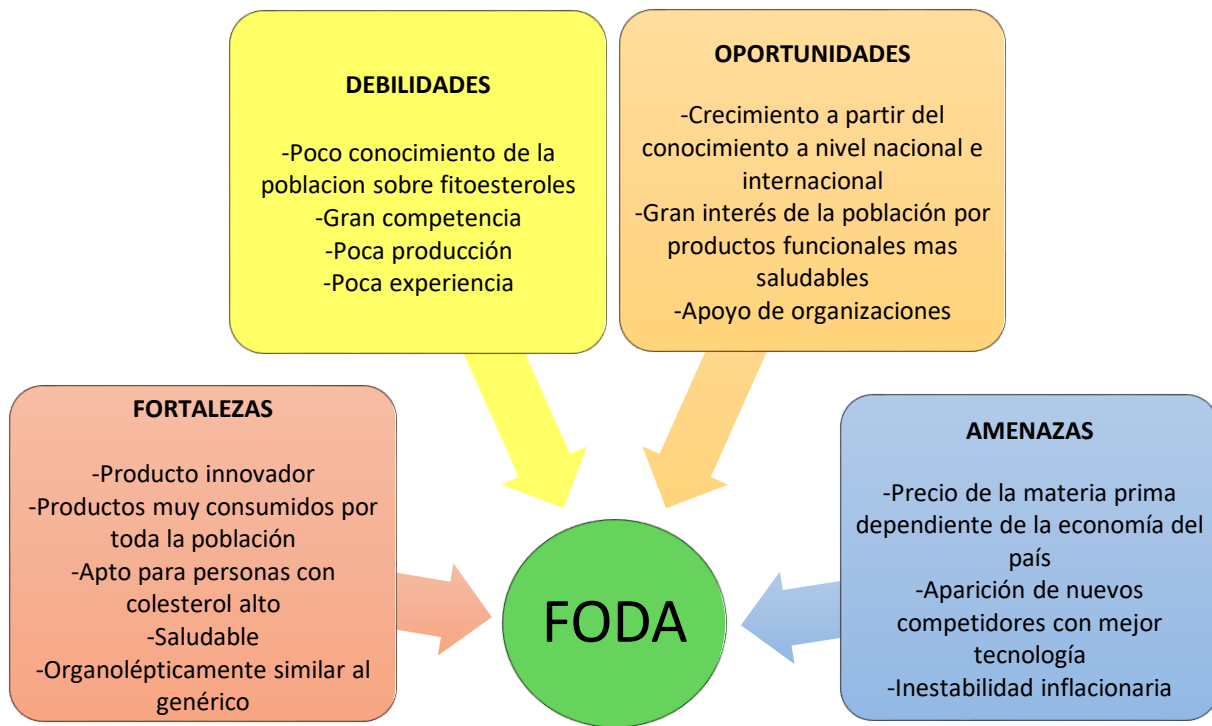 DEBILIDADES
-Poco conocimiento de la
poblacion sobre fitoesteroles
-Gran competencia
-Poca producción
-Poca experiencia
OPORTUNIDADES
-Crecimiento a partir del
conocimiento a nivel nacional e
internacional
-Gran interés de la población por
productos funcionales mas
saludables
-Apoyo de organizaciones
FORTALEZAS
-Producto innovador
-Productos muy consumidos por
toda la población
-Apto para personas con
colesterol alto
-Saludable
-Organolépticamente similar al
genérico
AMENAZAS
-Precio de la materia prima
dependiente de la economía del
país
-Aparición de nuevos
competidores con mejor
tecnología
-Inestabilidad inflacionaria
FODA